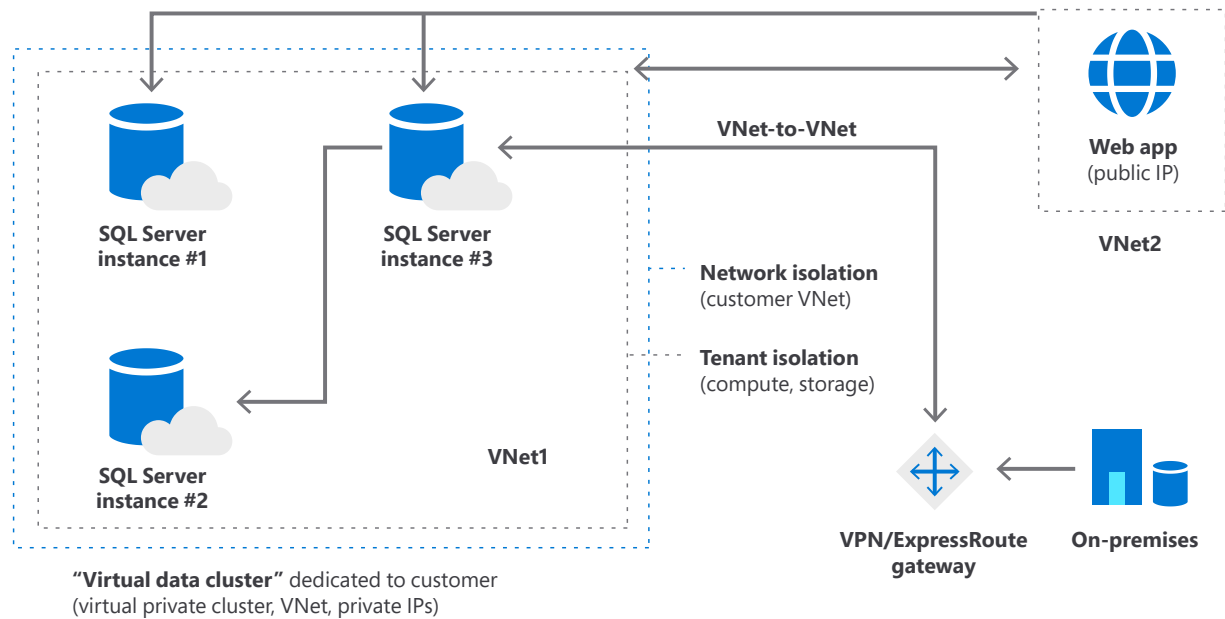 VNet-to-VNet
Web app
(public IP)
VNet2
SQL Server
instance #1
SQL Server
instance #3
Network isolation
(customer VNet)
Tenant isolation
(compute, storage)
VNet1
SQL Server
instance #2
VPN/ExpressRoute
gateway
On-premises
“Virtual data cluster” dedicated to customer
(virtual private cluster, VNet, private IPs)